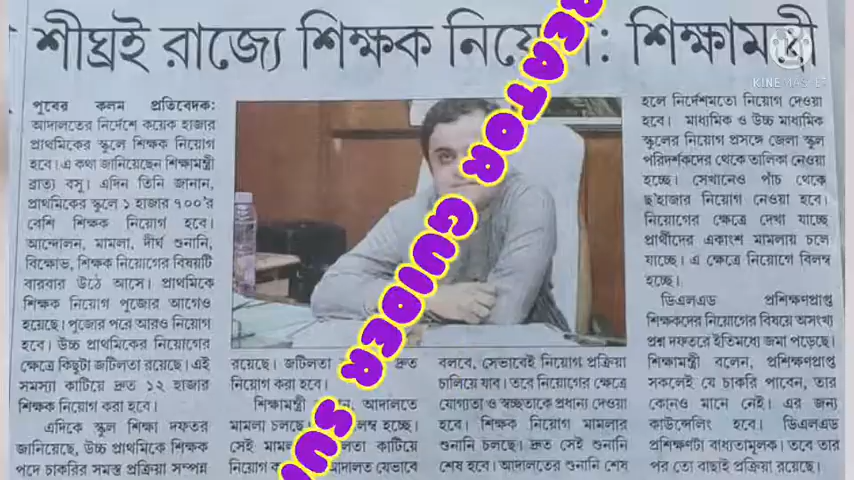 শীঘ্রই রাজ্যে শিক্ষক : শিক্ষামন্ত্রী
KINEMASTER
পুবের কলম প্রতিবেদক:
আদালতের নির্দেশে কয়েক হাজার
প্রাথমিকের স্কুলে শিক্ষক নিয়োগ
হবে। এ কথা জানিয়েছেন শিক্ষামন্ত্রী
ব্রাত্য বসু। এদিন তিনি জানান,
প্রাথমিকের স্কুলে ১ হাজার ৭০০'র
বেশি শিক্ষক নিয়োগ হবে।
আন্দোলন, মামলা, দীর্ঘ শুনানি,
বিক্ষোভ, শিক্ষক নিয়োগের বিষয়টি
বারবার উঠে আসে। প্রাথমিকে
শিক্ষক নিয়োগ পুজোর আগেও
হয়েছে। পুজোর পরে আরও নিয়োগ
হবে। উচ্চ প্রাথমিকের নিয়োগের
ক্ষেত্রে কিছুটা জটিলতা রয়েছে। এই
সমস্যা কাটিয়ে দ্রুত ১২ হাজার
শিক্ষক নিয়োগ করা হবে।
এদিকে স্কুল শিক্ষা দফতর
জানিয়েছে, উচ্চ প্রাথমিকে শিক্ষক
পদে চাকরির সমস্ত প্রক্রিয়া সম্পন্ন
রয়েছে। জটিলতা দ্রুত
নিয়োগ করা হবে।
শিক্ষামন্ত্রী আদালতে
মামলা চলছে হচ্ছে।
সেই কাটিয়ে
নিয়োগ যেভাবে
বলবে, সেভাবেই নিয়োগ প্রক্রিয়া
চালিয়ে যাব। তবে নিয়োগের ক্ষেত্রে
যোগ্যতা ও স্বচ্ছতাকে প্রধান্য দেওয়া
হবে। শিক্ষক নিয়োগ মামলার
শুনানি চলছে। দ্রুত সেই শুনানি
শেষ হবে। আদালতের শুনানি শেষ
হলে নির্দেশমতো নিয়োগ দেওয়া
হবে। মাধ্যমিক ও উচ্চ মাধ্যমিক
স্কুলের নিয়োগ প্রসঙ্গে জেলা স্কুল
পরিদর্শকদের থেকে তালিকা নেওয়া
হচ্ছে। সেখানেও পাঁচ থেকে
ছ'হাজার নিয়োগ নেওয়া হবে।
নিয়োগের ক্ষেত্রে দেখা যাচ্ছে
প্রার্থীদের একাংশ মামলায় চলে
যাচ্ছে। এ ক্ষেত্রে নিয়োগে বিলম্ব
হচ্ছে।
ডিএলএড প্রশিক্ষণপ্রাপ্ত
শিক্ষকদের নিয়োগের বিষয়ে অসংখ্য
প্রশ্ন দফতরে ইতিমধ্যে জমা পড়েছে।
শিক্ষামন্ত্রী বলেন, প্রশিক্ষণপ্রাপ্ত
সকলেই যে চাকরি পাবেন, তার
কোনও মানে নেই। এর জন্য
কাউন্সেলিং হবে। ডিএলএড
প্রশিক্ষণটা বাধ্যতামূলক। তবে তার
পর তো বাছাই প্রক্রিয়া রয়েছে।
GUIDER